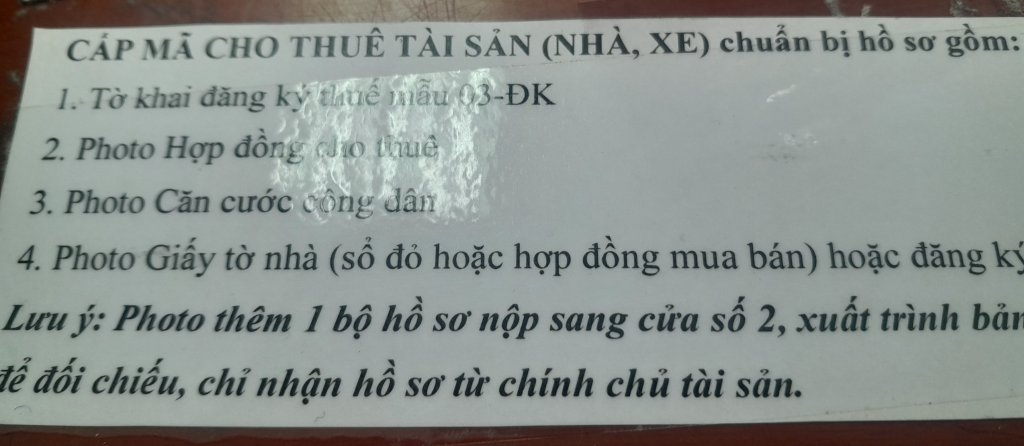 CẤP MÃ CHO THUÊ TÀI SẢN (NHÀ, XE) chuẩn bị hồ sơ gồm:
1. Tờ khai đăng ký thuế mẫu 03-ĐK
2. Photo Hợp đồng cho thuê
3. Photo Căn cước công dân
4. Photo Giấy tờ nhà (sổ đỏ hoặc hợp đồng mua bán) hoặc đăng ký
Lưu ý: Photo thêm 1 bộ hồ sơ nộp sang cửa số 2, xuất trình bản
để đối chiếu, chỉ nhận hồ sơ từ chính chủ tài sản.